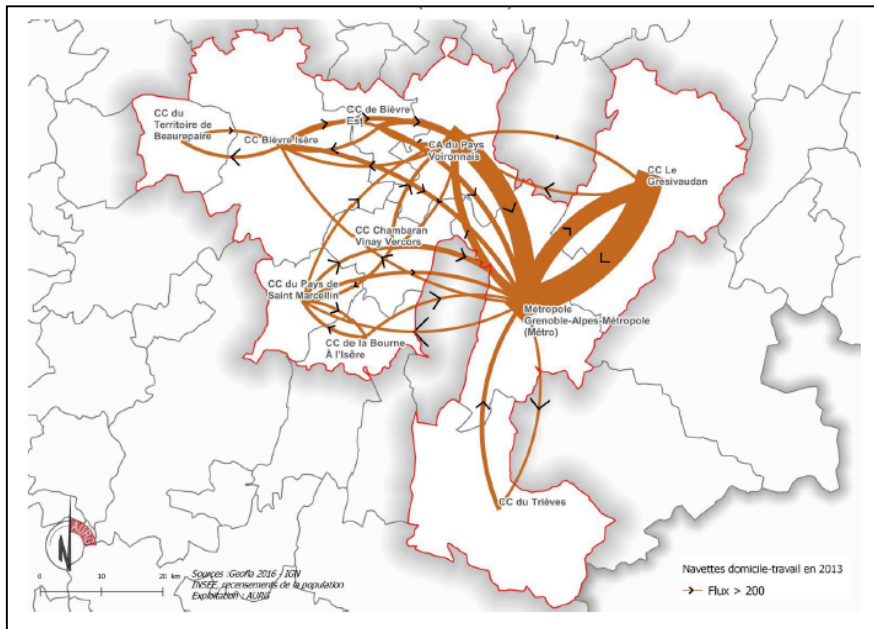 CC du
Territoire de
Beaurepaire
CC Bièvre Isère
CC de Bièvre
Est
CA du Pays
Voironnais
CC Le
Grésivaudan
CC Chambaran
Vinay Vercors
CC du Pays de
Saint Marcellin
CC de la Bourne
À l'Isère
Métropole
Grenoble-Alpes-Métropole
(Métro)
CC du Trièves
AURG
N
0 10 20 km
Sources :Geofla 2016 - IGN
INSEE, recensements de la population
Exploitation : AURG
Navettes domicile-travail en 2013
Flux > 200